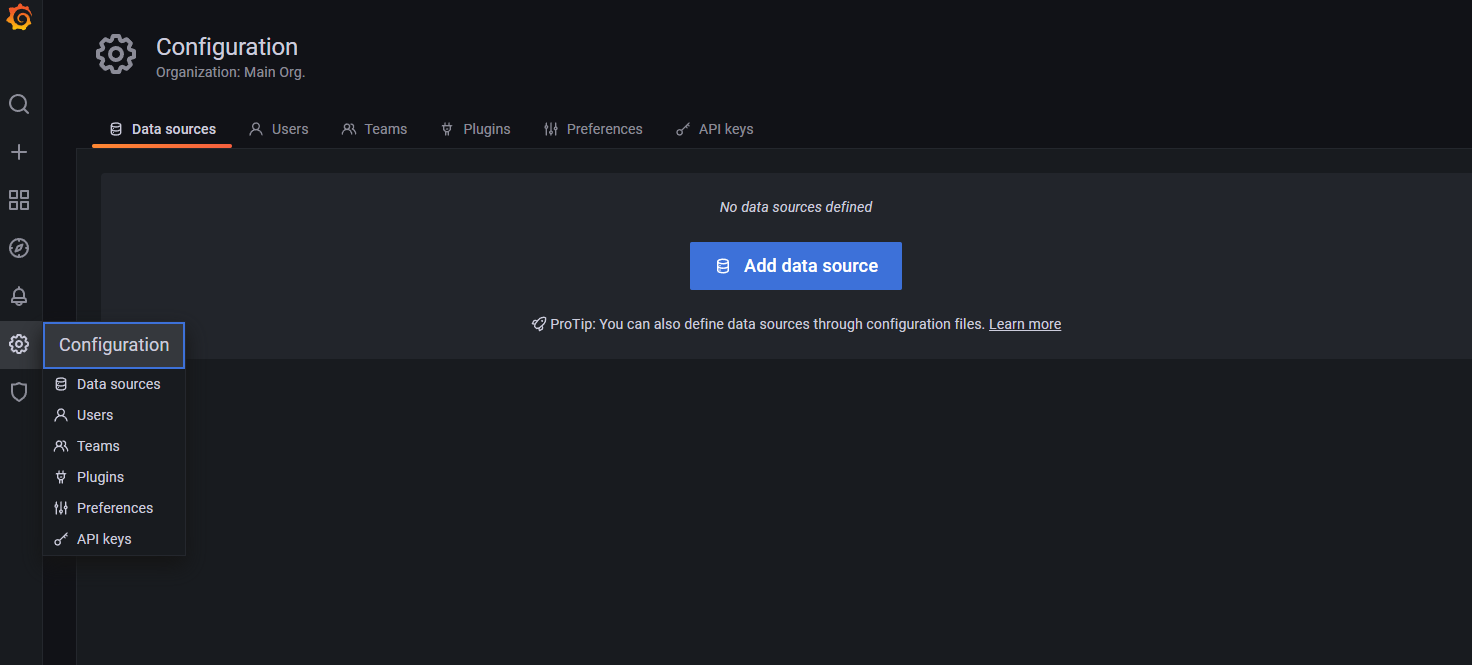 Configuration
Organization: Main Org.
Data sources Users Teams Plugins Preferences API keys
No data sources defined
Add data source
ProTip: You can also define data sources through configuration files. Learn more
Configuration
Data sources
Users
Teams
Plugins
Preferences
API keys